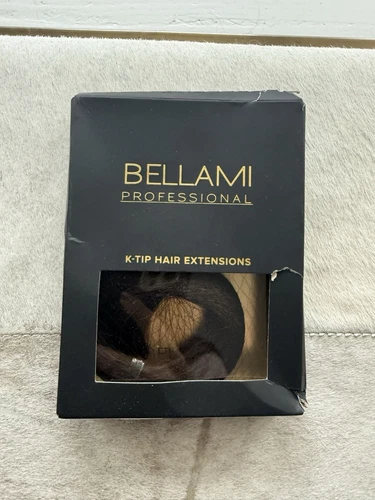 BELLAMI
PROFESSIONAL
K-TIP HAIR EXTENSIONS